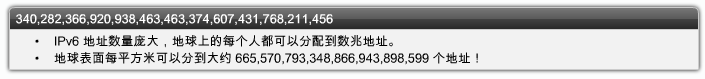 340,282,366,920,938,463,463,374,607,431,768,211,456
• IPv6 地址数量庞大，地球上的每个人都可以分配到数兆地址。
• 地球表面每平方米可以分到大约 665,570,793,348,866,943,898,599 个地址！